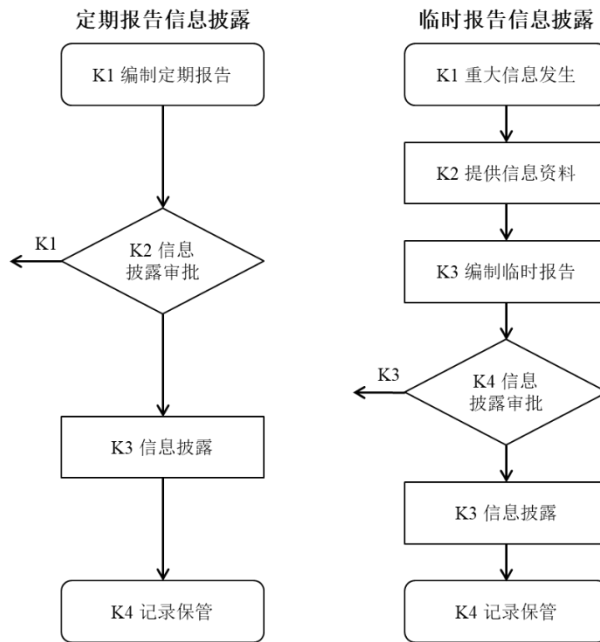 定期报告信息披露
K1 编制定期报告
K1
K2 信息
披露审批
K3 信息披露
K4 记录保管
临时报告信息披露
K1 重大信息发生
K2 提供信息资料
K3 编制临时报告
K3
K4 信息
披露审批
K3 信息披露
K4 记录保管